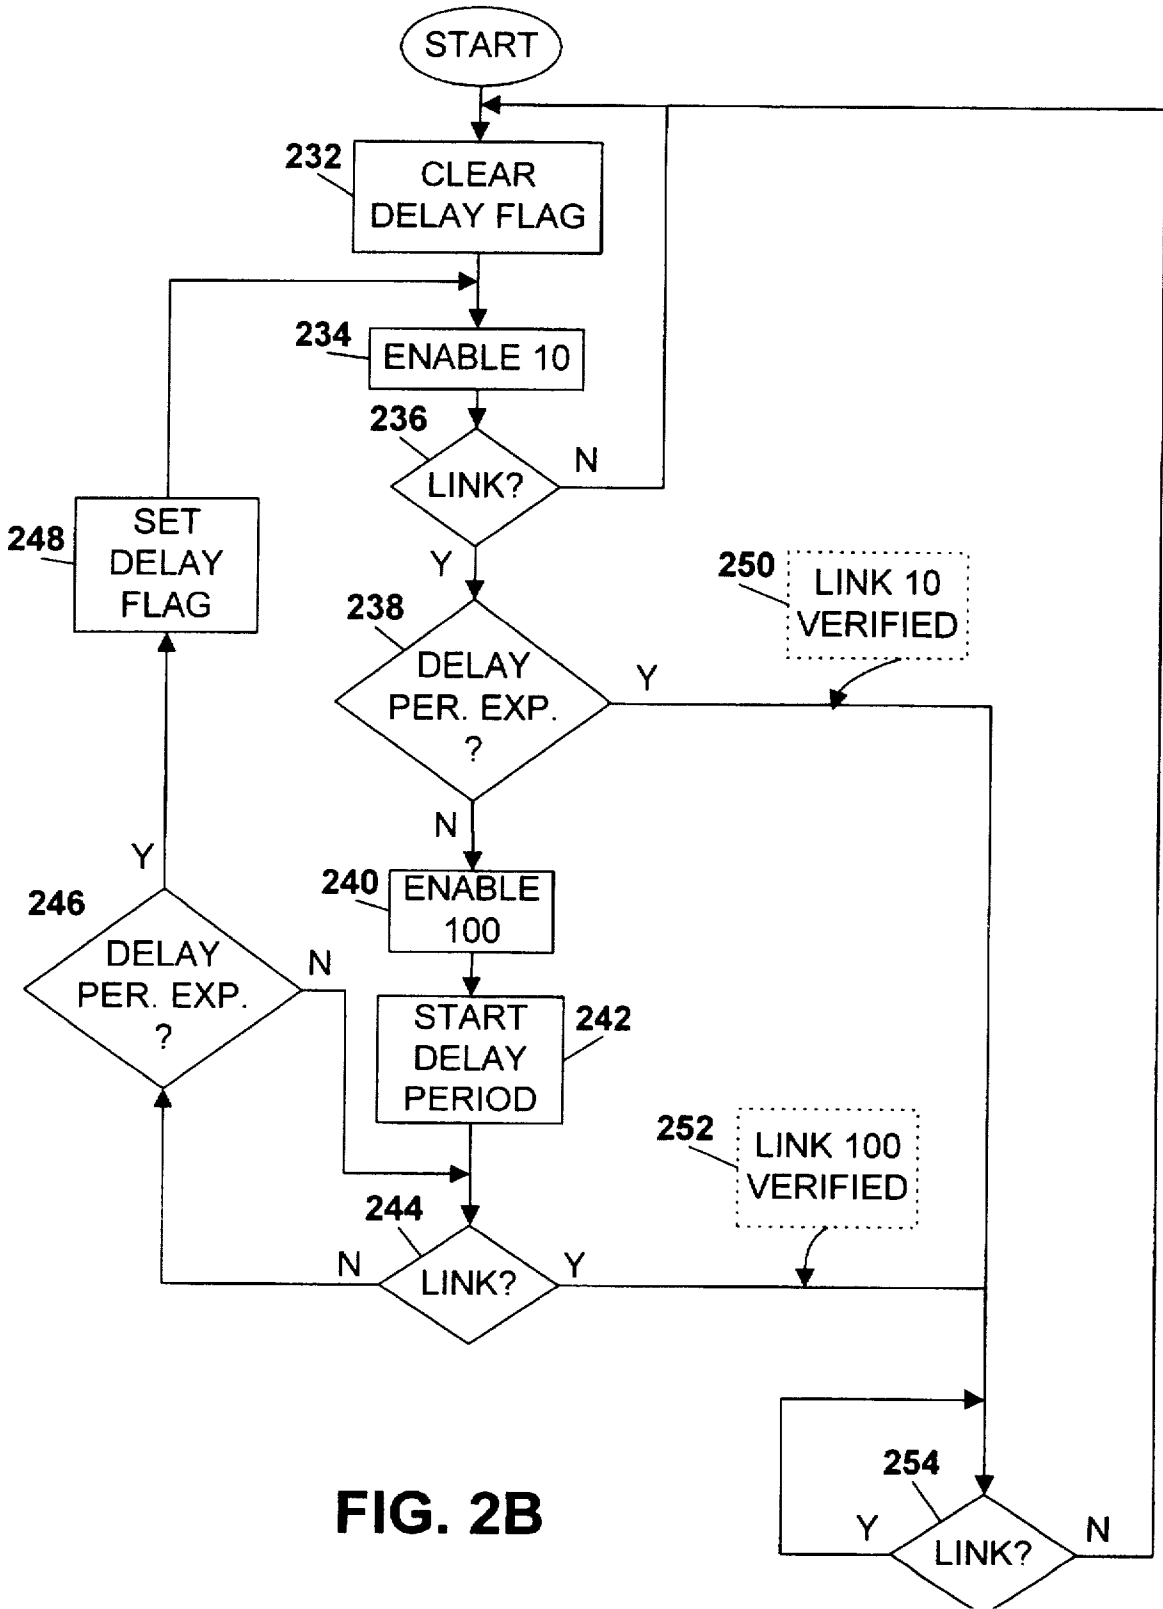 START
232
CLEAR
DELAY FLAG
234
ENABLE 10
236
LINK?
N
Y
248
SET
DELAY
FLAG
238
DELAY
PER. EXP.
?
Y
250
LINK 10
VERIFIED
N
Y
240
ENABLE
100
246
DELAY
PER. EXP.
?
N
START
DELAY
PERIOD
242
252
LINK 100
VERIFIED
244
LINK?
N
Y
254
LINK?
Y
N
FIG. 2B